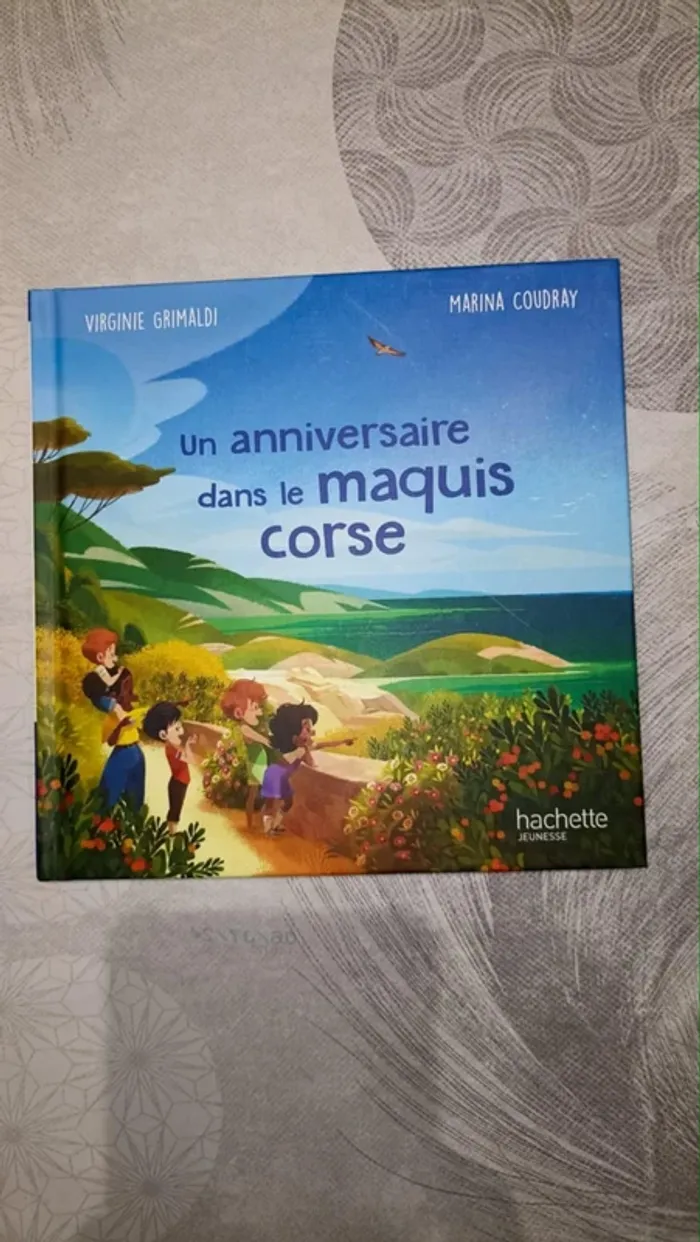 VIRGINIE GRIMALDI
MARINA COUDRAY
Un anniversaire
dans le maquis
corse
hachette
JEUNESSE